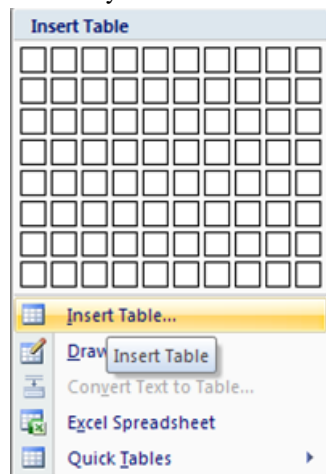 Insert Table
Insert Table...
Draw
Insert Table
Convert Text to Table...
Excel Spreadsheet
Quick Tables